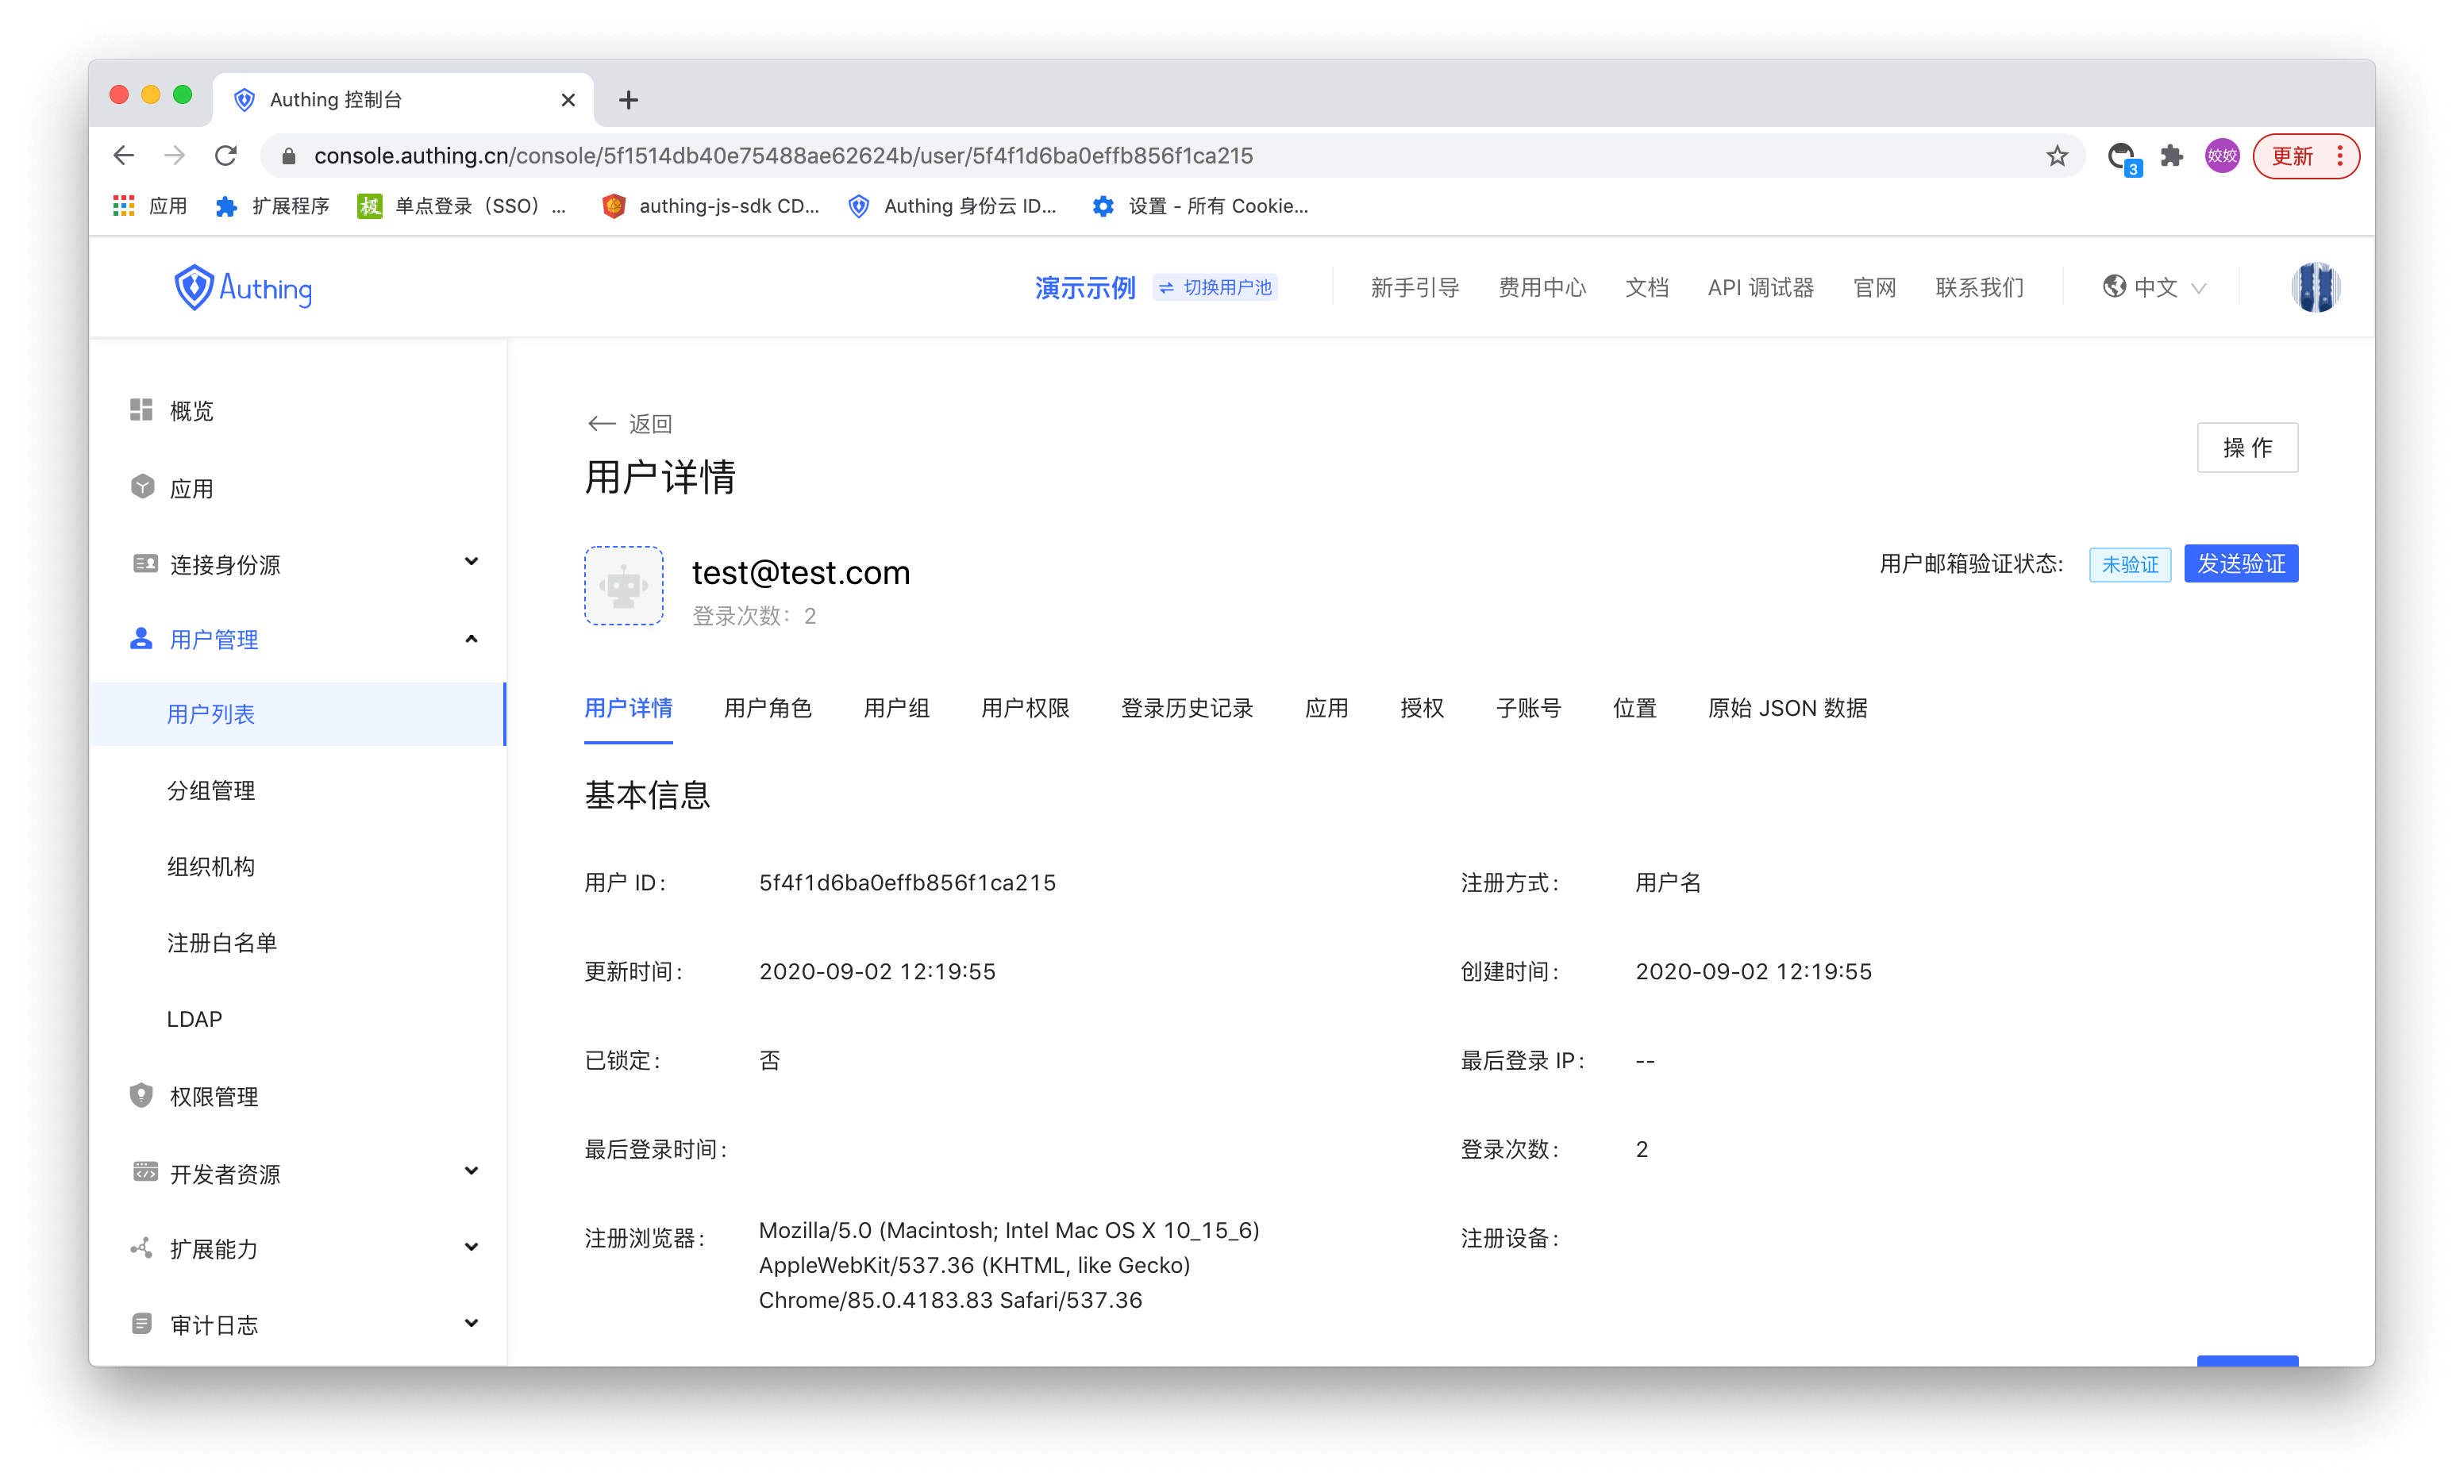 Authing 控制台
console.authing.cn/console/5f1514db40e75488ae62624b/user/5f4f1d6ba0effb856f1ca215
3
姣姣
更新
应用
扩展程序
极
单点登录（SSO）...
authing-js-sdk CD...
Authing 身份云 ID...
设置 - 所有 Cookie...
Authing
演示示例
切换用户池
新手引导
费用中心
文档
API 调试器
官网
联系我们
中文
概览
应用
连接身份源
用户管理
用户列表
分组管理
组织机构
注册白名单
LDAP
权限管理
开发者资源
扩展能力
审计日志
返回
用户详情
操 作
test@test.com
登录次数：2
用户邮箱验证状态:
未验证
发送验证
用户详情
用户角色
用户组
用户权限
登录历史记录
应用
授权
子账号
位置
原始 JSON 数据
基本信息
用户 ID： 5f4f1d6ba0effb856f1ca215
注册方式： 用户名
更新时间： 2020-09-02 12:19:55
创建时间： 2020-09-02 12:19:55
已锁定： 否
最后登录 IP： --
最后登录时间：
登录次数： 2
注册浏览器： Mozilla/5.0 (Macintosh; Intel Mac OS X 10_15_6)
AppleWebKit/537.36 (KHTML, like Gecko)
Chrome/85.0.4183.83 Safari/537.36
注册设备：